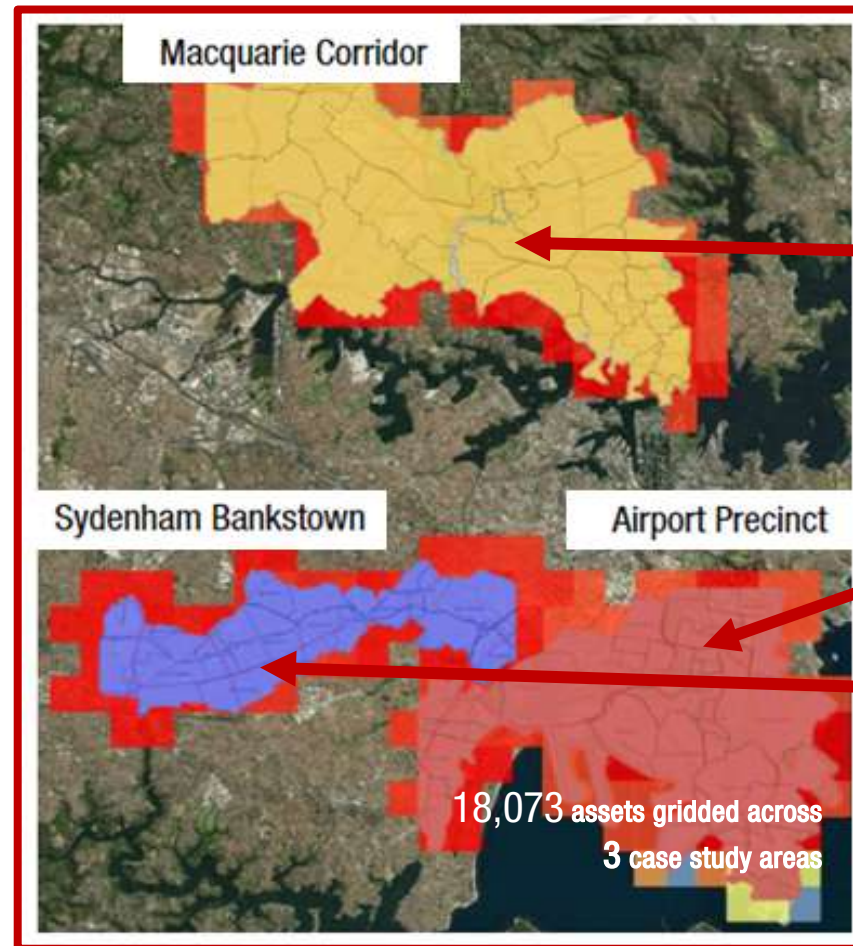 Macquarie Corridor
Sydenham Bankstown
Airport Precinct
18,073 assets gridded across
3 case study areas